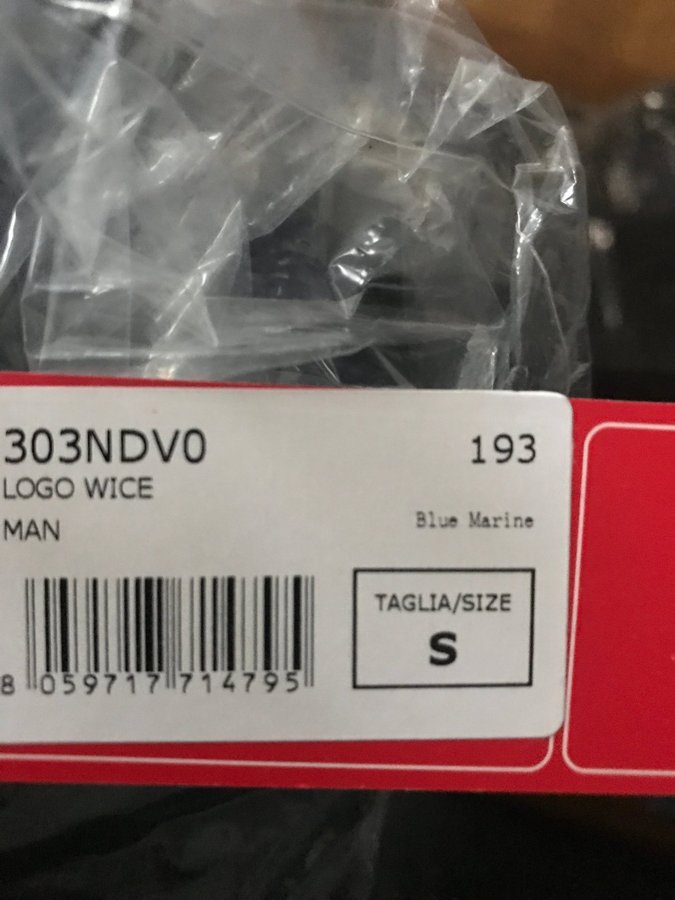 303NDV0 193
LOGO WICE
MAN Blue Marine
TAGLIA/SIZE
S
8 059717 714795